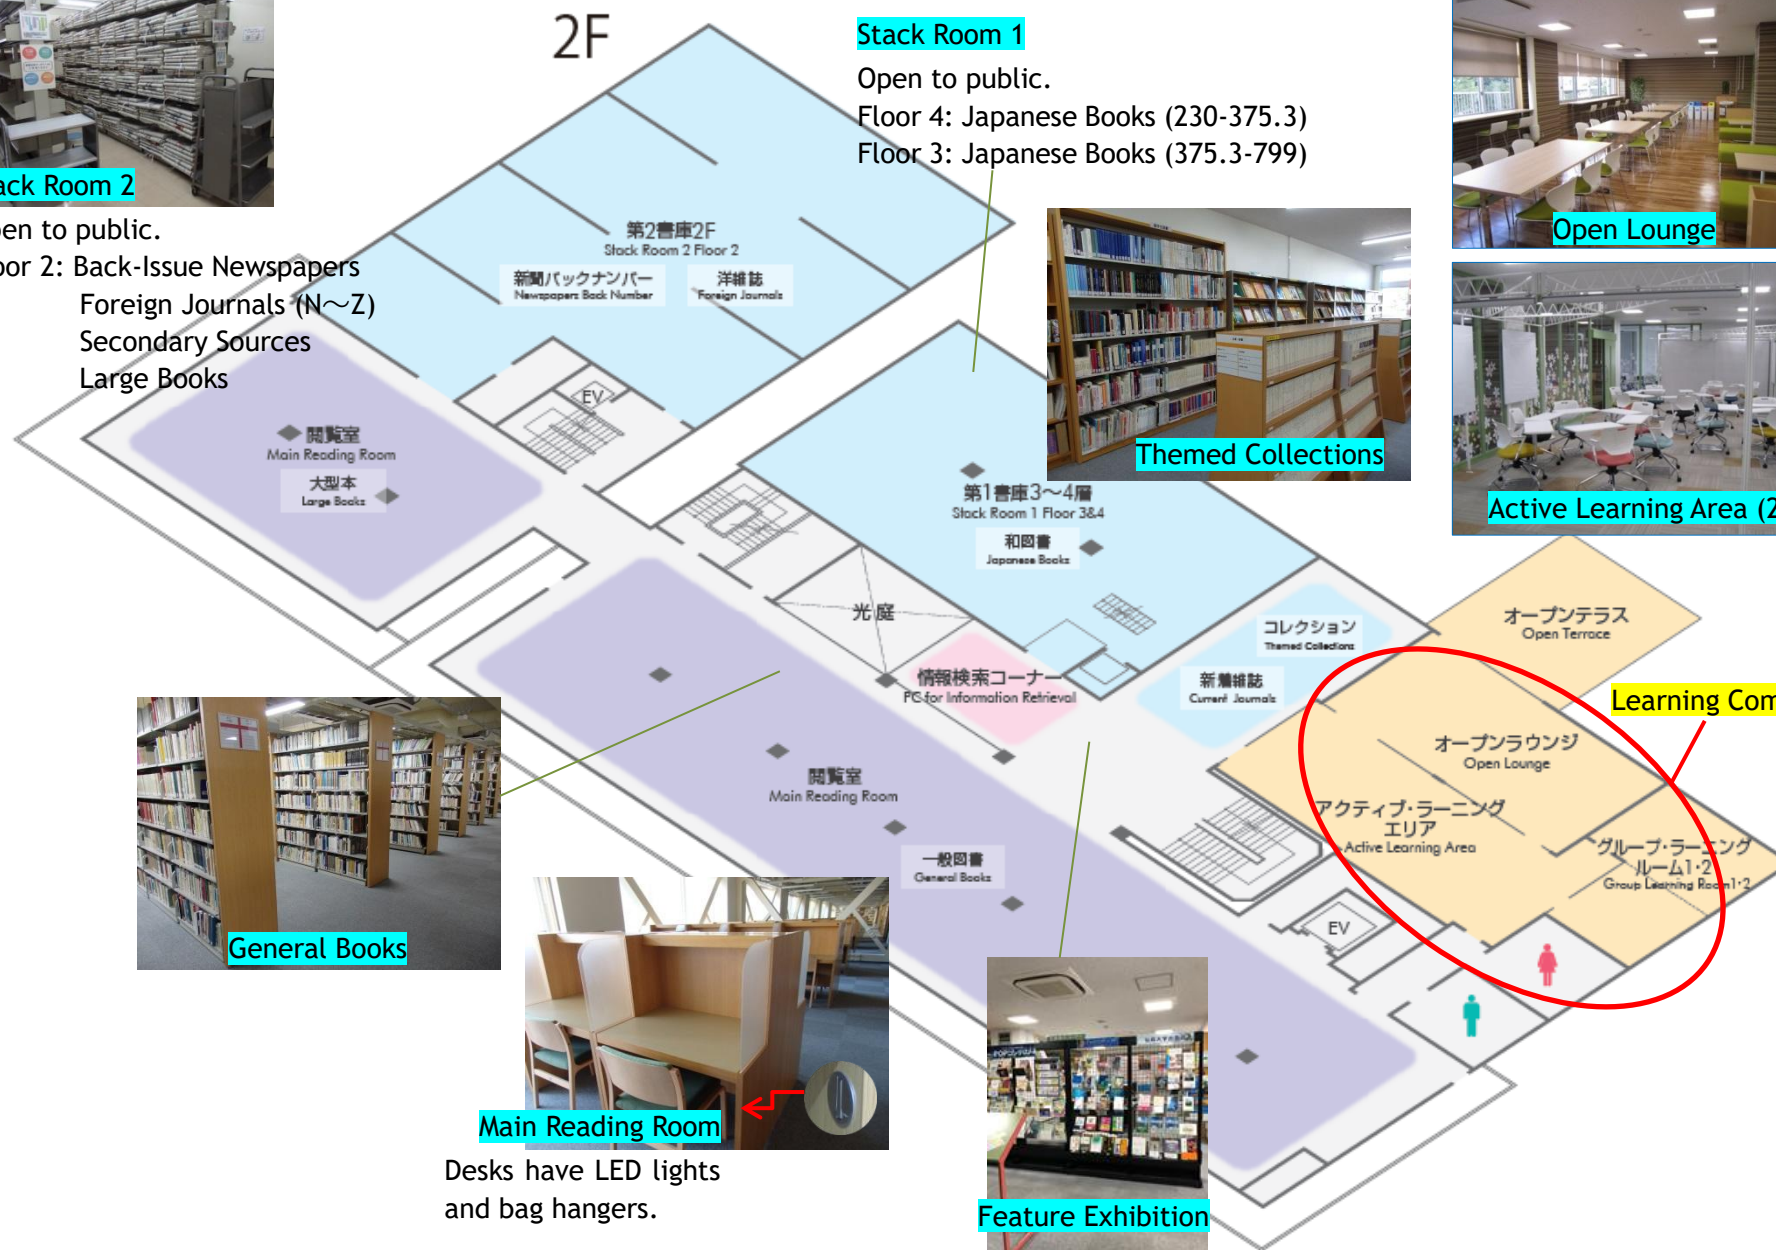 2F
Stack Room 1
Open to public.
Floor 4: Japanese Books (230-375.3)
Floor 3: Japanese Books (375.3-799)
ack Room 2
en to public.
oor 2: Back-Issue Newspapers
Foreign Journals (N～Z)
Secondary Sources
Large Books
Open Lounge
Themed Collections
Active Learning Area (2
第2書庫2F
Stack Room 2 Floor 2
新聞バックナンバー
Newspapers Back Number
洋雑誌
Foreign Journals
EV
閲覧室
Main Reading Room
大型本
Large Books
第1書庫3～4層
Stack Room 1 Floor 3&4
和図書
Japanese Books
光庭
コレクション
Themed Collections
新着雑誌
Current Journals
情報検索コーナー
PC for Information Retrieval
オープンテラス
Open Terrace
Learning Com
オープンラウンジ
Open Lounge
アクティブ・ラーニング
エリア
Active Learning Area
グループ・ラーニング
ルーム1・2
Group Learning Room1・2
閲覧室
Main Reading Room
一般図書
General Books
EV
General Books
Main Reading Room
Desks have LED lights
and bag hangers.
Feature Exhibition